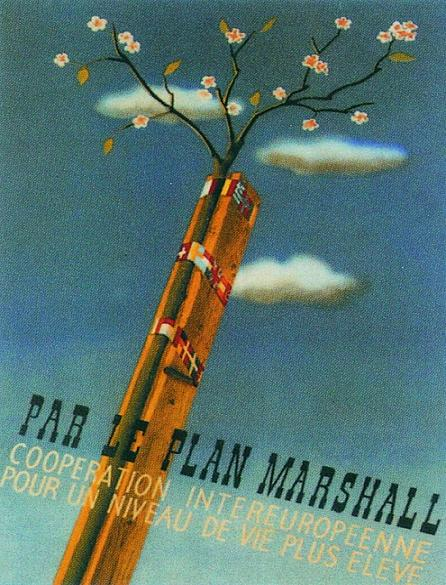 PAR LE PLAN MARSHALL
COOPERATION INTEREUROPEENNE
POUR UN NIVEAU DE VIE PLUS ELEVE